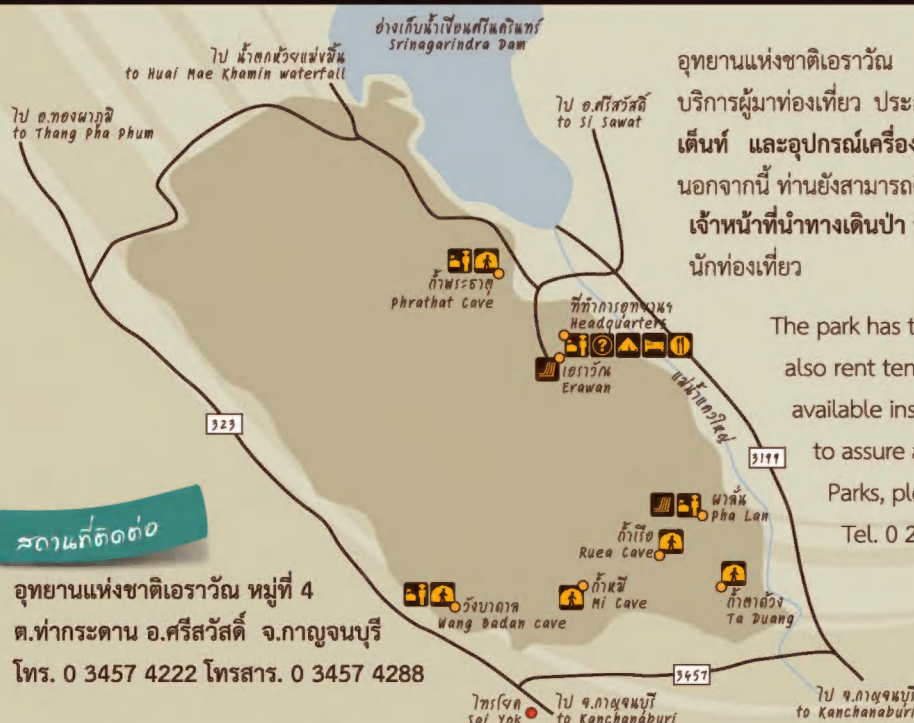 อ่างเก็บน้ำเขื่อนศรีนครินทร์
Srinagarindra Dam
ไป น้ำตกห้วยแม่ขมิ้น
to Huai Mae Khamin waterfall
ไป อ.ทองผาภูมิ
to Thang Pha Phum
ไป อ.ศรีสวัสดิ์
to Si Sawat
อุทยานแห่งชาติเอราวัณ
บริการผู้มาท่องเที่ยว
เต็นท์ และอุปกรณ์เครื่อง
นอกจากนี้ ท่านยังสามารถ
เจ้าหน้าที่นำทางเดินป่า
นักท่องเที่ยว
ถ้ำพระธาตุ
Phrathat Cave
ที่ทำการอุทยานฯ
Headquarters
เอราวัณ
Erawan
แม่น้ำแควใหญ่
The park has
also rent
available
to assure
Parks,
Tel. 0
323
3199
ผาลั่น
Pha Lan
ถ้ำเรือ
Ruea Cave
ถ้ำหมี
Mi Cave
ถ้ำตาด้วง
Ta Duang
วังบาดาล
Wang Badan cave
สถานที่ติดต่อ
อุทยานแห่งชาติเอราวัณ หมู่ที่ 4
ต.ท่ากระดาน อ.ศรีสวัสดิ์ จ.กาญจนบุรี
โทร. 0 3457 4222 โทรสาร. 0 3457 4288
3457
ไทรโยค
Sai Yok
ไป จ.กาญจนบุรี
to Kanchanaburi
ไป จ.กาญจนบุรี
to Kanchanaburi